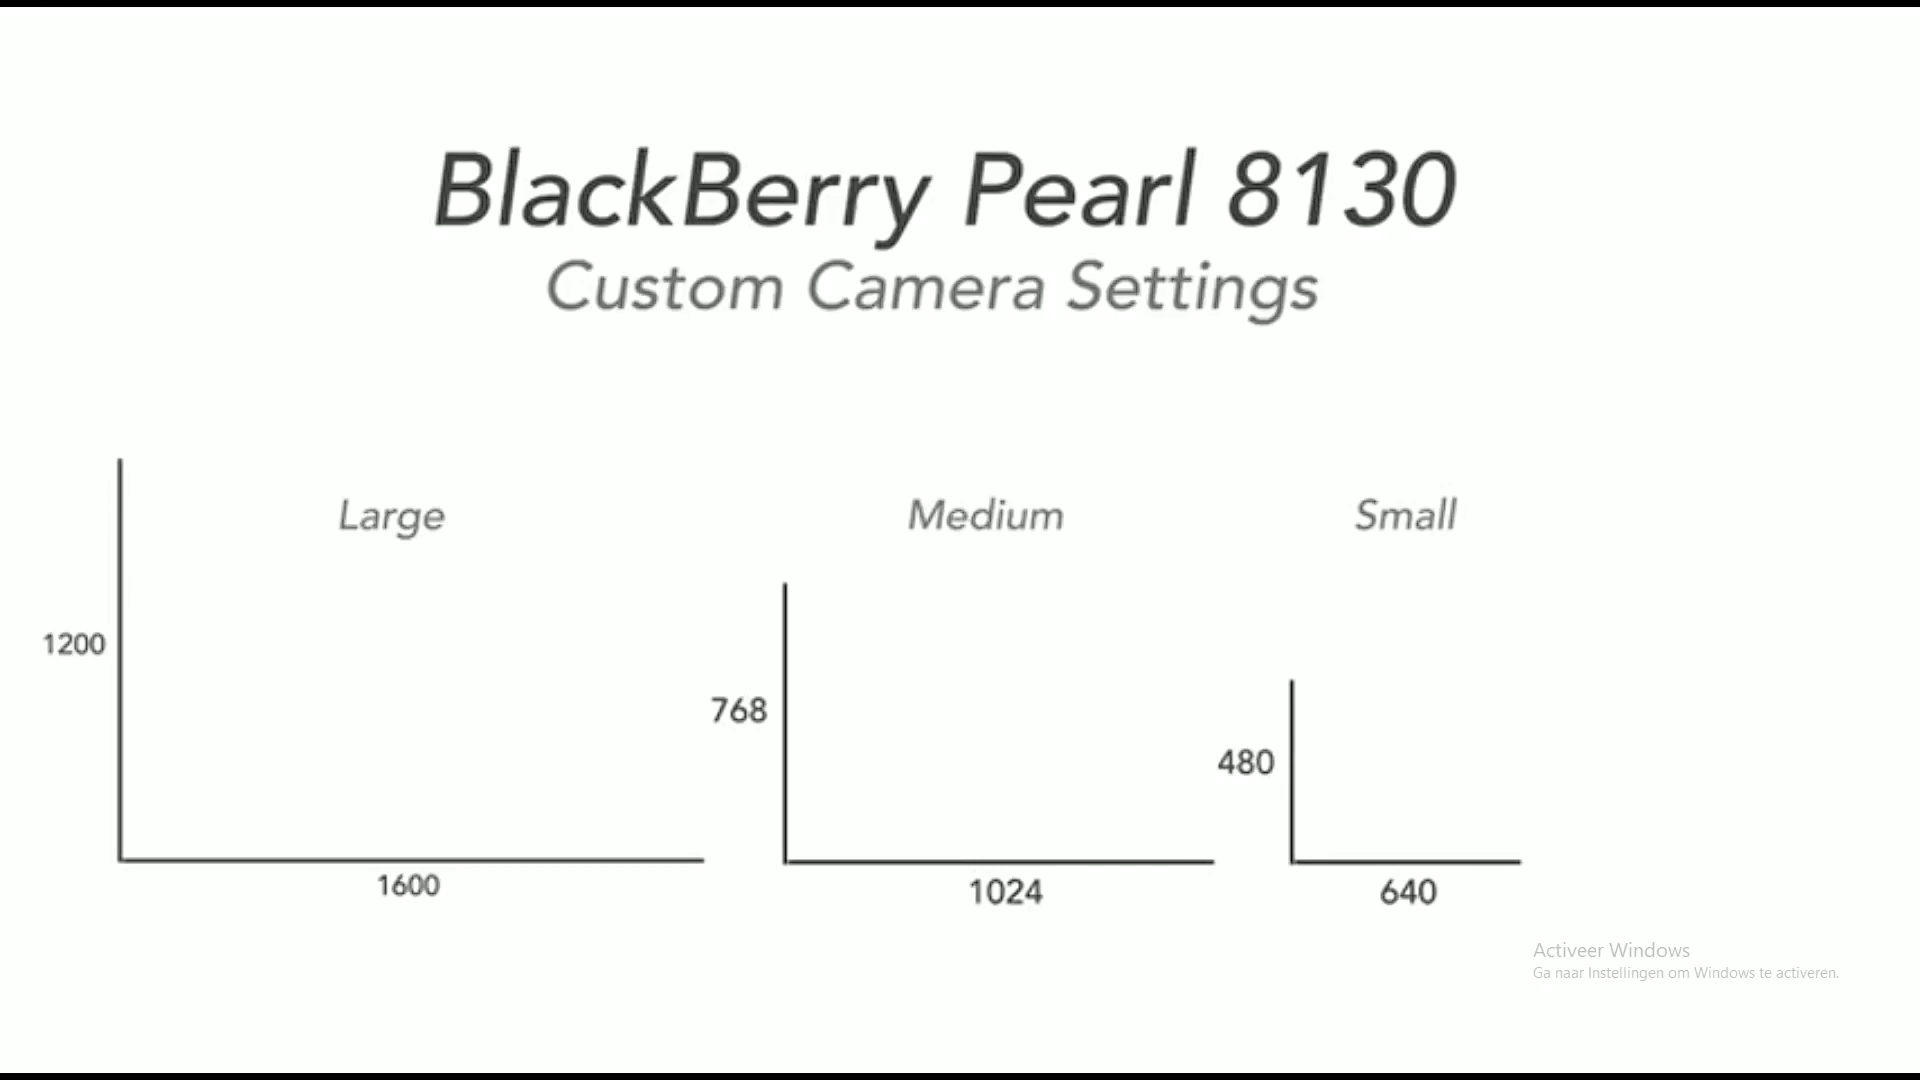 BlackBerry Pearl 8130
Custom Camera Settings
Large
Medium
Small
1200
768
480
1600
1024
640
Activeer Windows
Ga naar Instellingen om Windows te activeren.